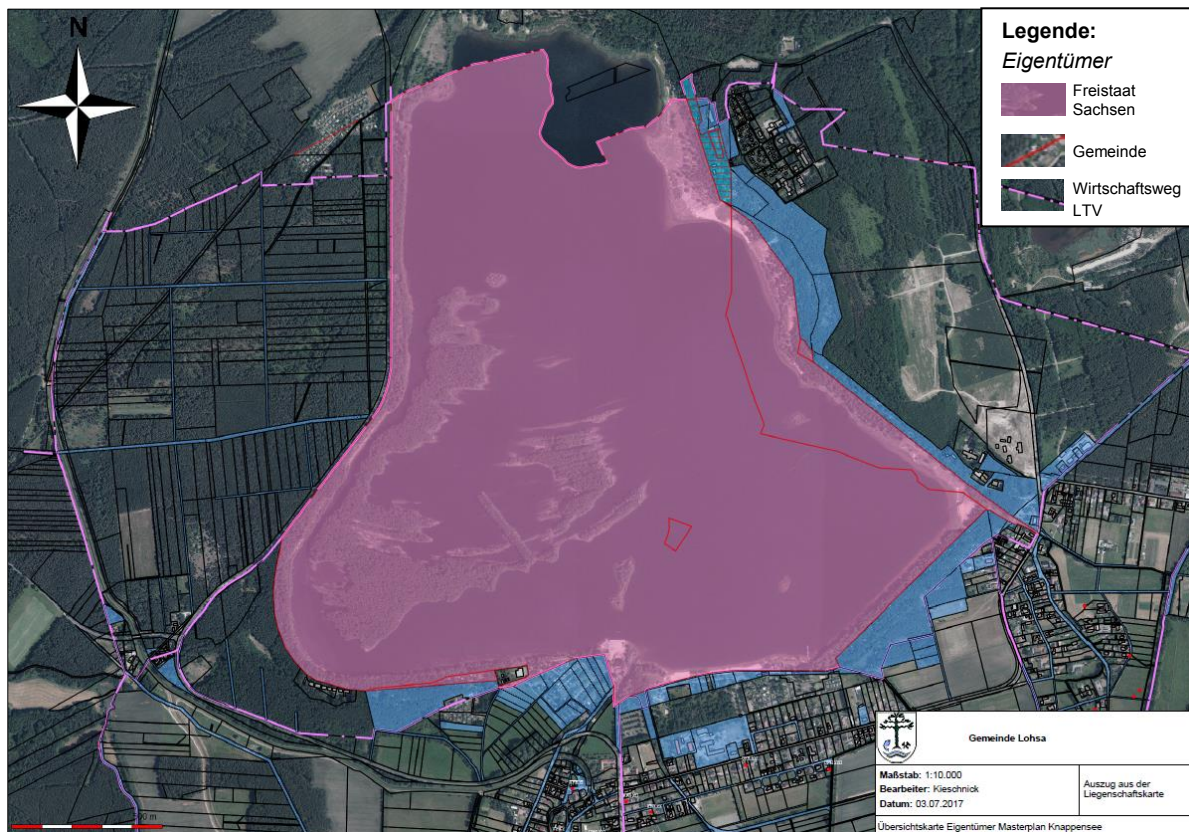 N
Legende:
Eigentümer
Freistaat
Sachsen
Gemeinde
Wirtschaftsweg
LTV
Gemeinde Lohsa
Maßstab: 1:10.000
Bearbeiter: Kieschnick
Datum: 03.07.2017
Auszug aus der
Liegenschaftskarte
Übersichtskarte Eigentümer Masterplan Knappensee